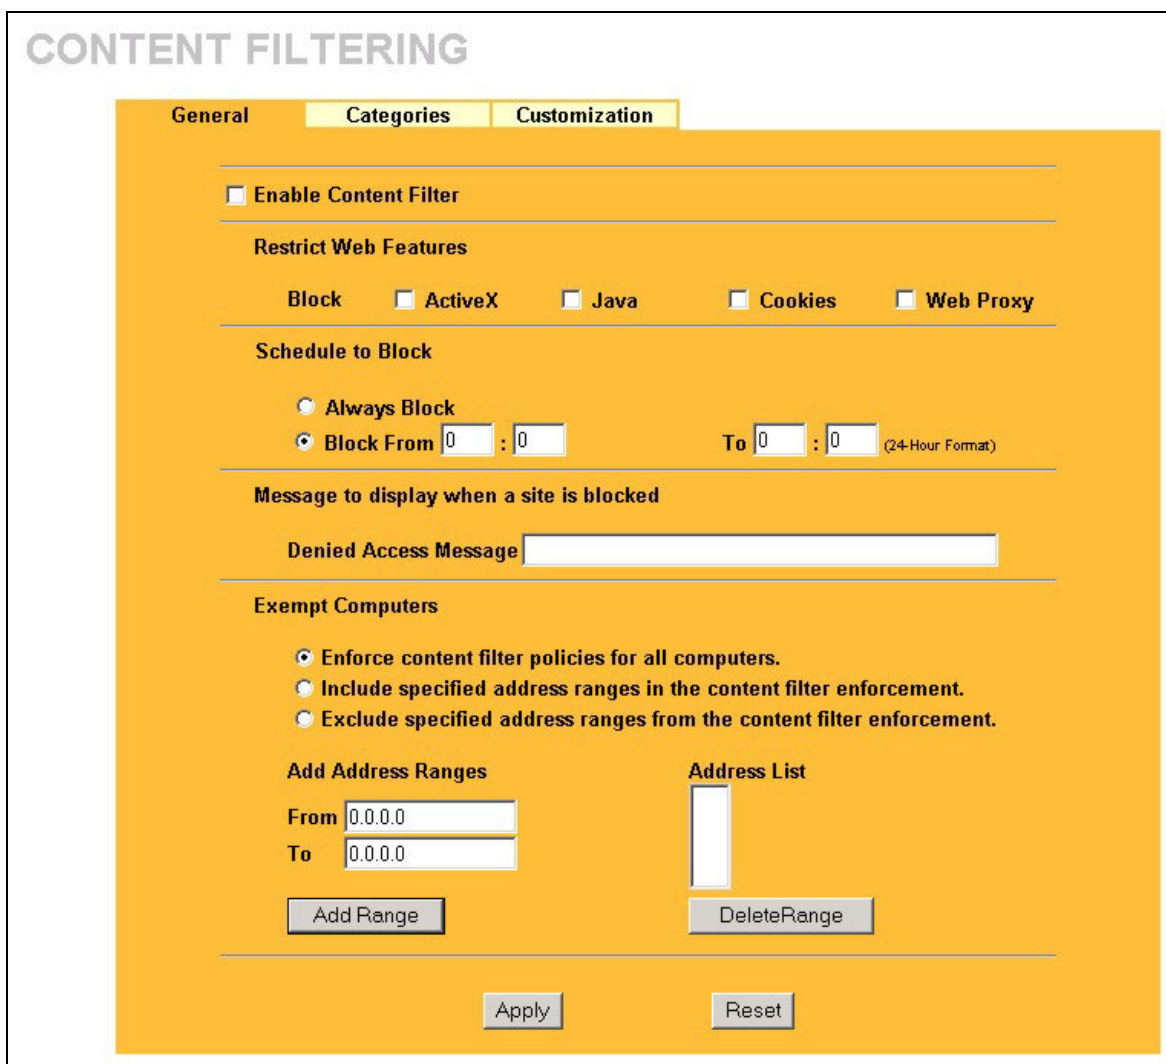 CONTENT FILTERING
General Categories Customization
Enable Content Filter
Restrict Web Features
Block ActiveX Java Cookies Web Proxy
Schedule to Block
Always Block
Block From 0 : 0 To 0 : 0 (24-Hour Format)
Message to display when a site is blocked
Denied Access Message
Exempt Computers
Enforce content filter policies for all computers.
Include specified address ranges in the content filter enforcement.
Exclude specified address ranges from the content filter enforcement.
Add Address Ranges Address List
From 0.0.0.0
To 0.0.0.0
Add Range DeleteRange
Apply Reset